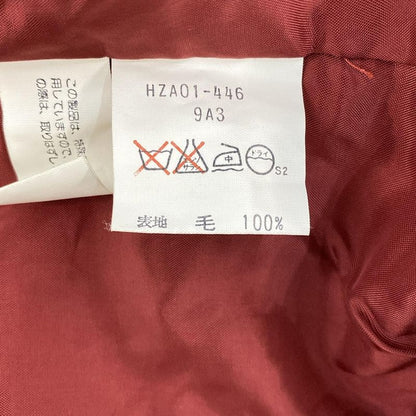 HZA01-446
9A3
中
ドライ
S2
表地 毛 100%
この製品は、
用していますので
の際は、取りはずし